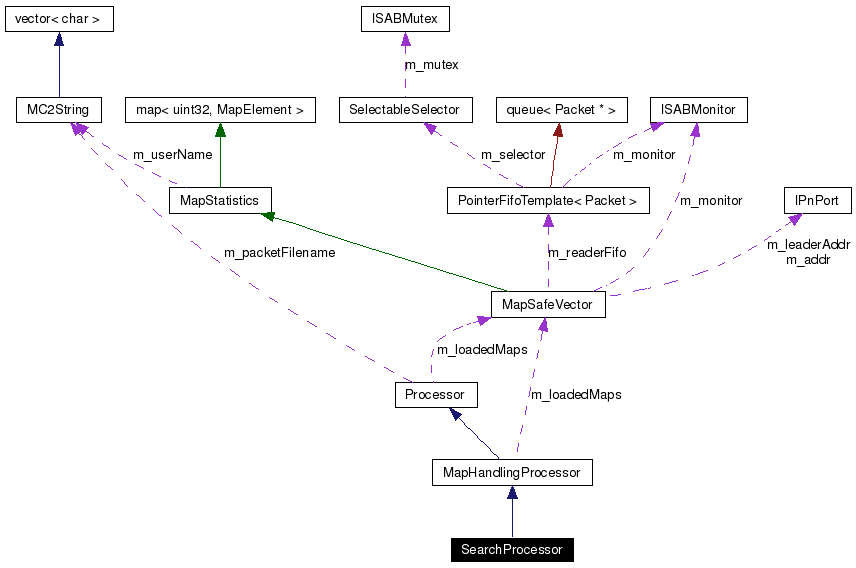 vector< char >
ISABMutex
m_mutex
MC2String
map< uint32, MapElement >
SelectableSelector
queue< Packet * >
ISABMonitor
m_userName
m_selector
m_monitor
MapStatistics
PointerFifoTemplate< Packet >
m_monitor
IPnPort
m_packetFilename
m_readerFifo
m_leaderAddr
m_addr
MapSafeVector
m_loadedMaps
Processor
m_loadedMaps
MapHandlingProcessor
SearchProcessor